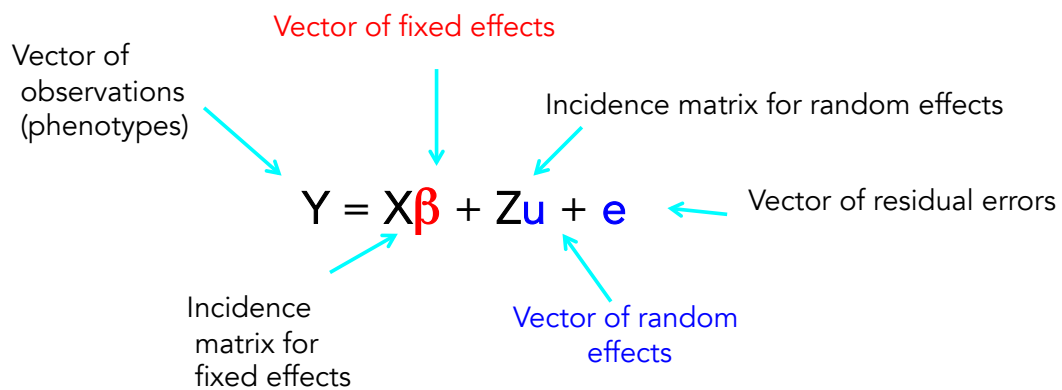 Vector of fixed effects
Vector of
observations
(phenotypes)
Incidence matrix for random effects
Y = Xβ + Zu + e
Vector of residual errors
Incidence
matrix for
fixed effects
Vector of random
effects